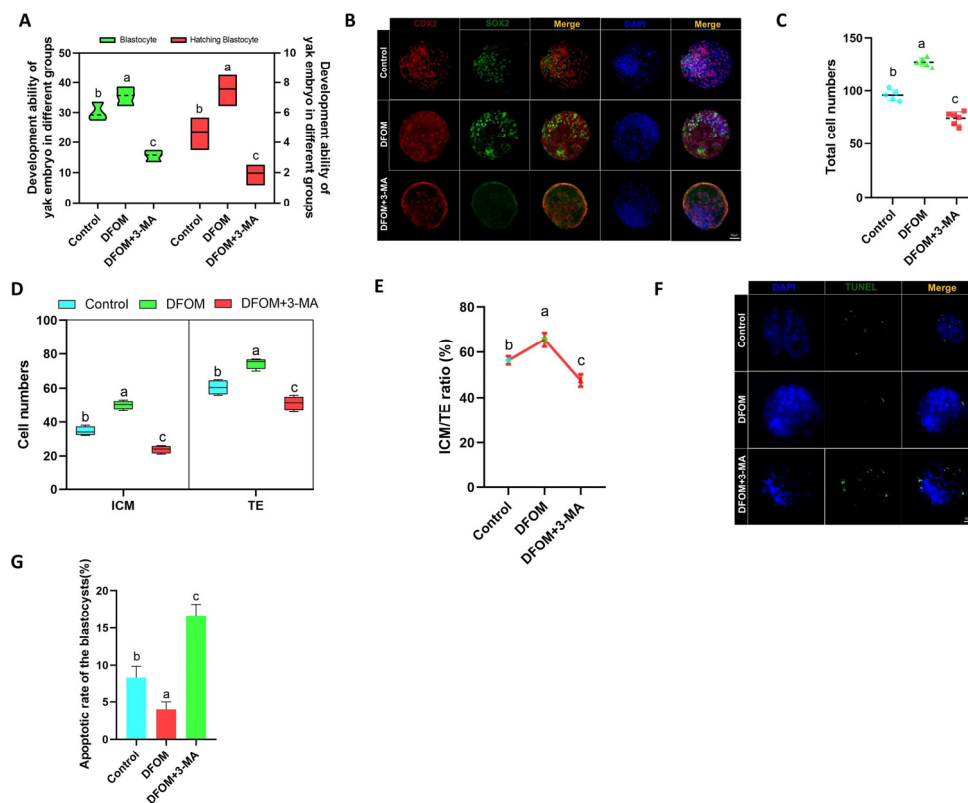 A
Blastocyte
Hatching Blastocyte
Development ability of
yak embryo in different groups
50
40
30
20
10
0
b
a
c
b
a
c
10
8
6
4
2
0
Development ability of
yak embryo in different groups
Control
DFOM
DFOM+3-MA
Control
DFOM
DFOM+3-MA
B
CDX2
SOX2
Merge
DAPI
Merge
Control
DFOM
DFOM+3-MA
C
Total cell numbers
150
100
50
0
b
a
c
Control
DFOM
DFOM+3-MA
D
Control
DFOM
DFOM+3-MA
Cell numbers
100
80
60
40
20
0
b
a
c
b
a
c
ICM
TE
E
ICM/TE ratio (%)
80
60
40
20
0
b
a
c
Control
DFOM
DFOM+3-MA
F
DAPI
TUNEL
Merge
Control
DFOM
DFOM+3-MA
G
Apoptotic rate of the blastocysts(%)
20
15
10
5
0
b
a
c
Control
DFOM
DFOM+3-MA